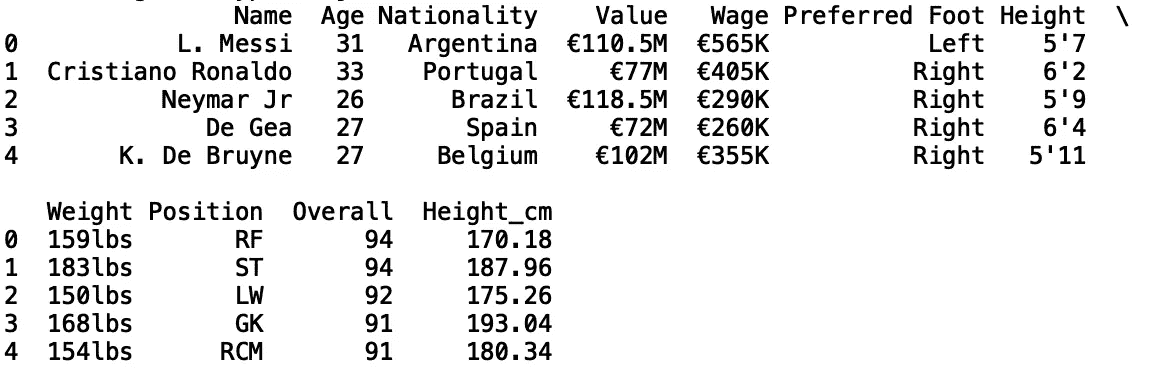 Name Age Nationality Value Wage Preferred Foot Height \
0 L. Messi 31 Argentina €110.5M €565K Left 5'7
1 Cristiano Ronaldo 33 Portugal €77M €405K Right 6'2
2 Neymar Jr 26 Brazil €118.5M €290K Right 5'9
3 De Gea 27 Spain €72M €260K Right 6'4
4 K. De Bruyne 27 Belgium €102M €355K Right 5'11
Weight Position Overall Height_cm
0 159lbs RF 94 170.18
1 183lbs ST 94 187.96
2 150lbs LW 92 175.26
3 168lbs GK 91 193.04
4 154lbs RCM 91 180.34